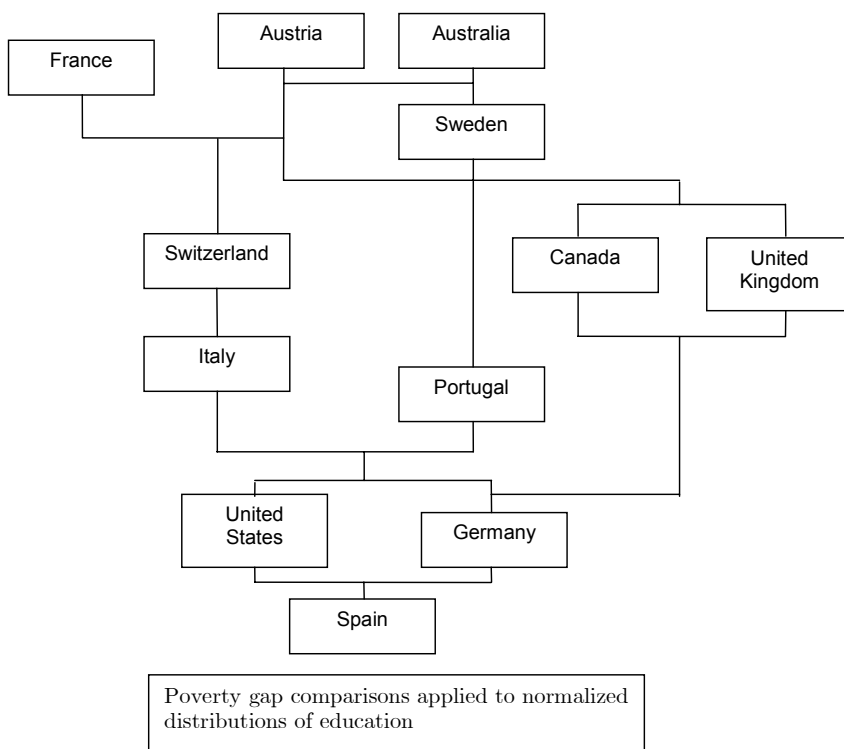 Austria
Australia
France
Sweden
Switzerland
Canada
United
Kingdom
Italy
Portugal
United
States
Germany
Spain
Poverty gap comparisons applied to normalized
distributions of education